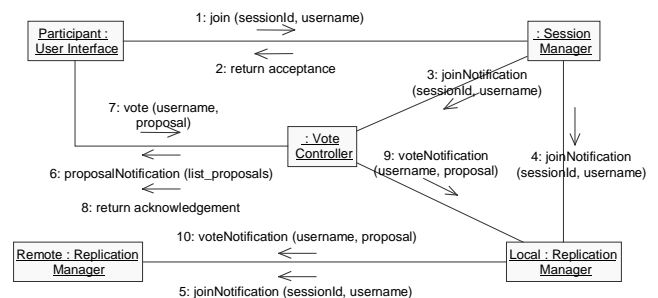 1: join (sessionId, username)
Participant :
User Interface
: Session
Manager
2: return acceptance
3: joinNotification
(sessionId, username)
7: vote (username,
proposal)
: Vote
Controller
9: voteNotification
(username, proposal)
4: joinNotification
(sessionId, username)
6: proposalNotification (list_proposals)
8: return acknowledgement
10: voteNotification (username, proposal)
Remote : Replication
Manager
Local : Replication
Manager
5: joinNotification (sessionId, username)